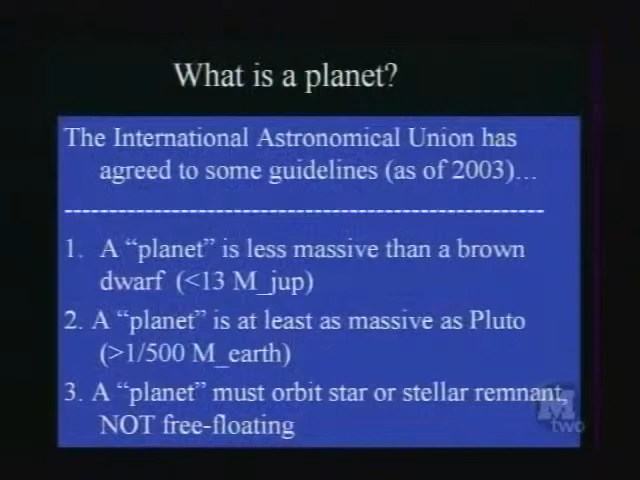 What is a planet?
The International Astronomical Union has
agreed to some guidelines (as of 2003)...
-------------------------------------------------------
1. A “planet” is less massive than a brown
dwarf (<13 M_jup)
2. A “planet” is at least as massive as Pluto
(>1/500 M_earth)
3. A “planet” must orbit star or stellar remnant,
NOT free-floating
M
two